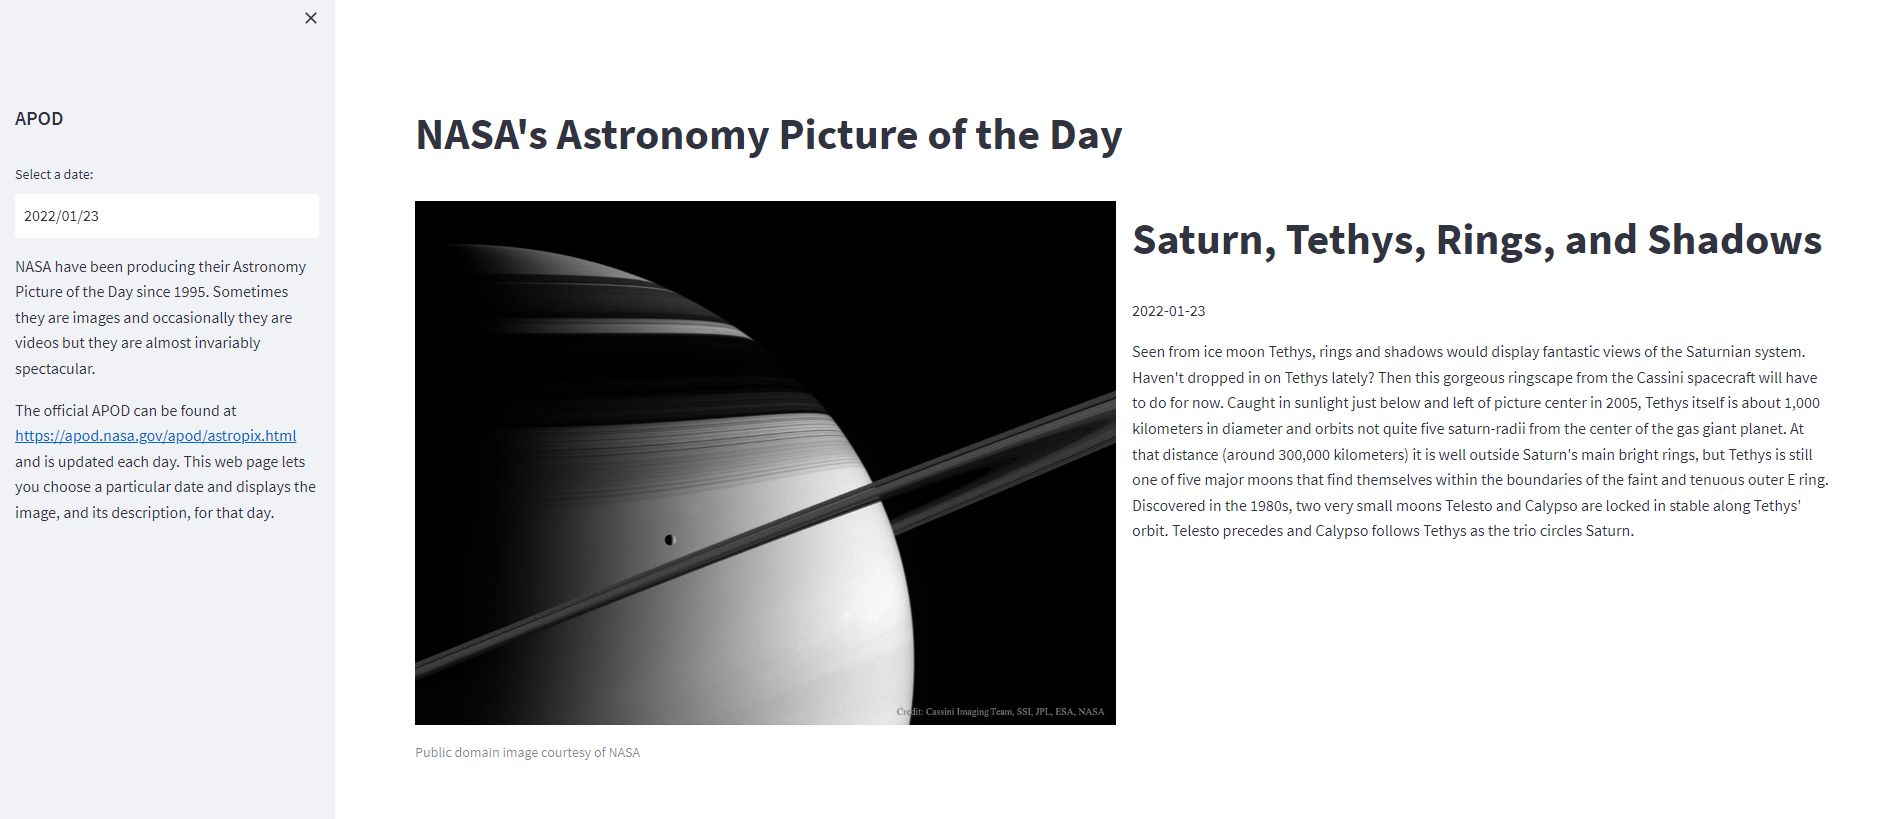 APOD
Select a date:
2022/01/23
NASA have been producing their Astronomy
Picture of the Day since 1995. Sometimes
they are images and occasionally they are
videos but they are almost invariably
spectacular.
The official APOD can be found at
https://apod.nasa.gov/apod/astropix.html
and is updated each day. This web page lets
you choose a particular date and displays the
image, and its description, for that day.
NASA's Astronomy Picture of the Day
Credit: Cassini Imaging Team, SSI, JPL, ESA, NASA
Public domain image courtesy of NASA
Saturn, Tethys, Rings, and Shadows
2022-01-23
Seen from ice moon Tethys, rings and shadows would display fantastic views of the Saturnian system.
Haven't dropped in on Tethys lately? Then this gorgeous ringscape from the Cassini spacecraft will have
to do for now. Caught in sunlight just below and left of picture center in 2005, Tethys itself is about 1,000
kilometers in diameter and orbits not quite five saturn-radii from the center of the gas giant planet. At
that distance (around 300,000 kilometers) it is well outside Saturn's main bright rings, but Tethys is still
one of five major moons that find themselves within the boundaries of the faint and tenuous outer E ring.
Discovered in the 1980s, two very small moons Telesto and Calypso are locked in stable along Tethys'
orbit. Telesto precedes and Calypso follows Tethys as the trio circles Saturn.